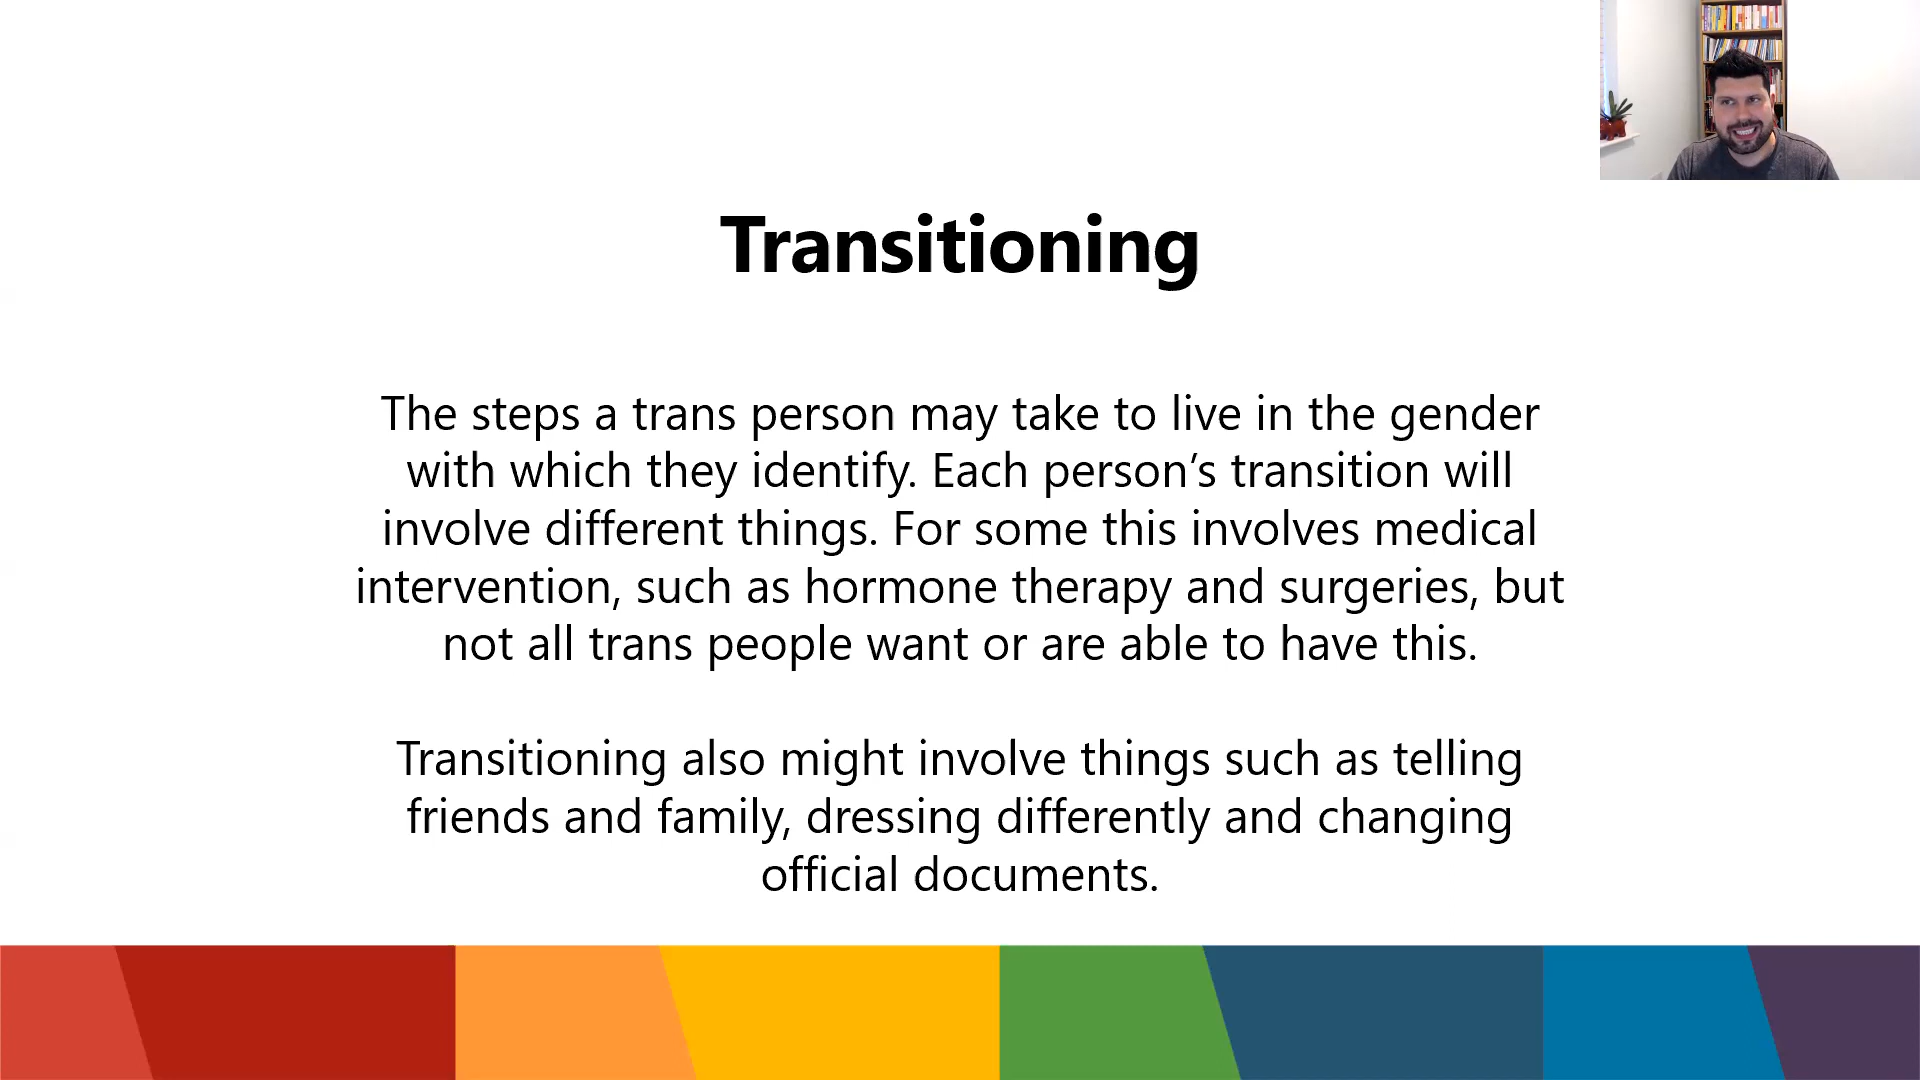 Transitioning
The steps a trans person may take to live in the gender
with which they identify. Each person’s transition will
involve different things. For some this involves medical
intervention, such as hormone therapy and surgeries, but
not all trans people want or are able to have this.
Transitioning also might involve things such as telling
friends and family, dressing differently and changing
official documents.